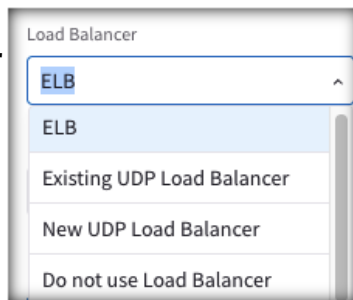 Load Balancer
ELB
ELB
Existing UDP Load Balancer
New UDP Load Balancer
Do not use Load Balancer